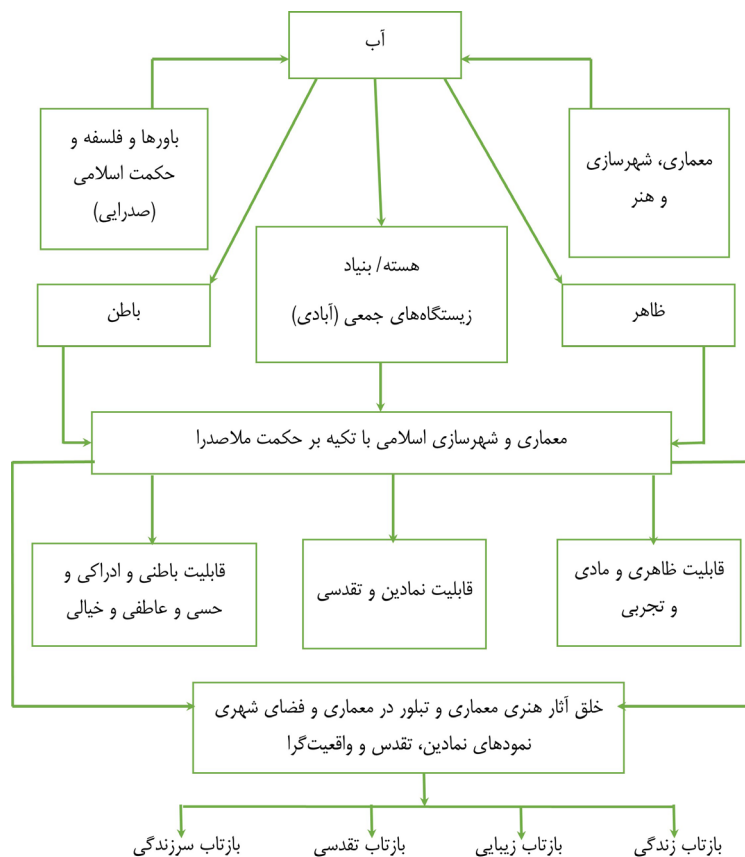 آب
معماری، شهرسازی
و هنر
باورها و فلسفه و
حکمت اسلامی
(صدرایی)
ظاهر
هسته/ بنیاد
زیستگاه‌های جمعی (آبادی)
باطن
معماری و شهرسازی اسلامی با تکیه بر حکمت ملاصدرا
قابلیت ظاهری و مادی
و تجربی
قابلیت نمادین و تقدسی
قابلیت باطنی و ادراکی و
حسی و عاطفی و خیالی
خلق آثار هنری معماری و تبلور در معماری و فضای شهری
نمودهای نمادین، تقدس و واقعیت‌گرا
بازتاب زندگی
بازتاب زیبایی
بازتاب تقدسی
بازتاب سرزندگی